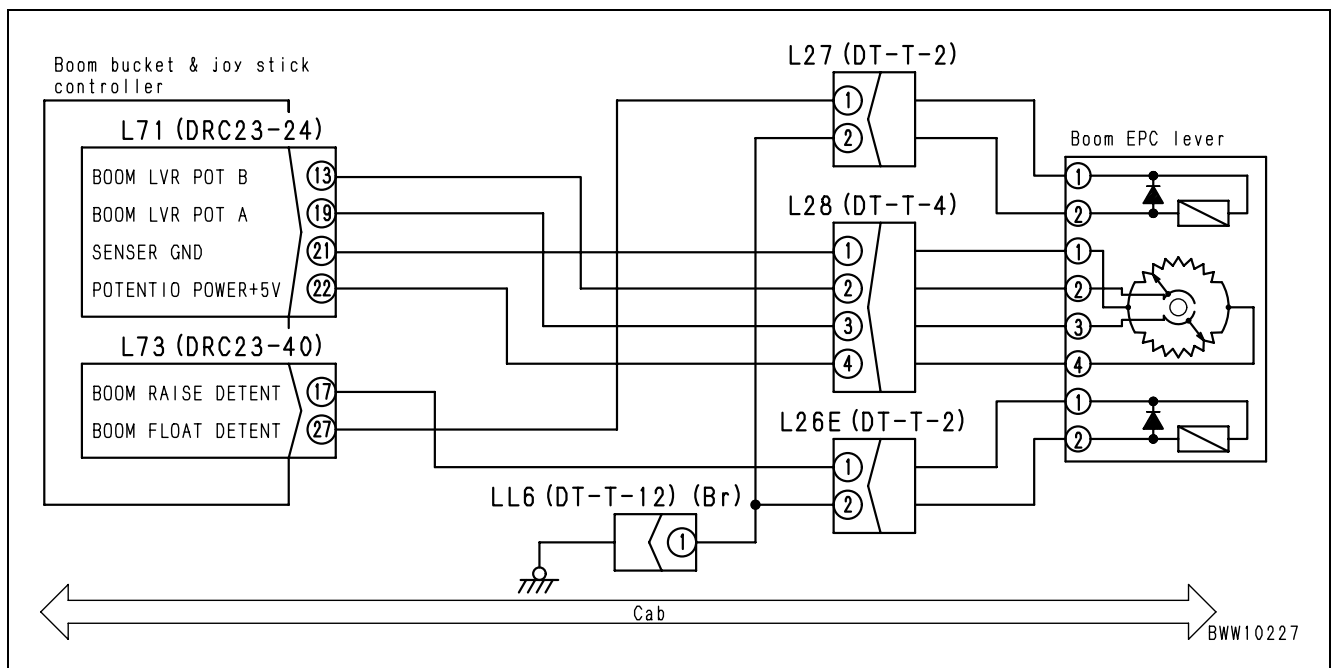 Boom bucket & joy stick
controller
L71 (DRC23-24)
BOOM LVR POT B 13
BOOM LVR POT A 19
SENSER GND 21
POTENTIO POWER+5V 22
L73 (DRC23-40)
BOOM RAISE DETENT 17
BOOM FLOAT DETENT 27
L27 (DT-T-2)
1
2
L28 (DT-T-4)
1
2
3
4
L26E (DT-T-2)
1
2
LL6 (DT-T-12) (Br)
1
Boom EPC lever
1
2
1
2
3
4
1
2
Cab
BWW10227